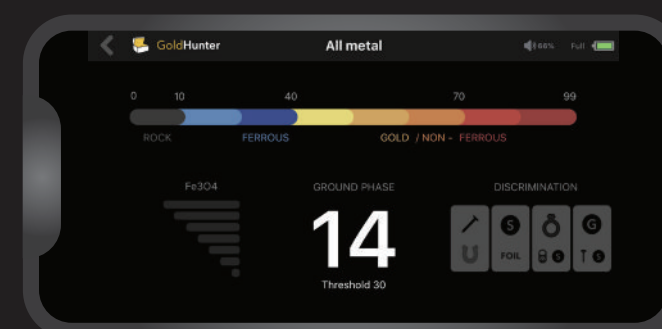 GoldHunter
All metal
66% Full
0 10 40 70 99
ROCK FERROUS GOLD / NON - FERROUS
Fe3O4 GROUND PHASE DISCRIMINATION
14
S G
FOIL S T S
Threshold 30